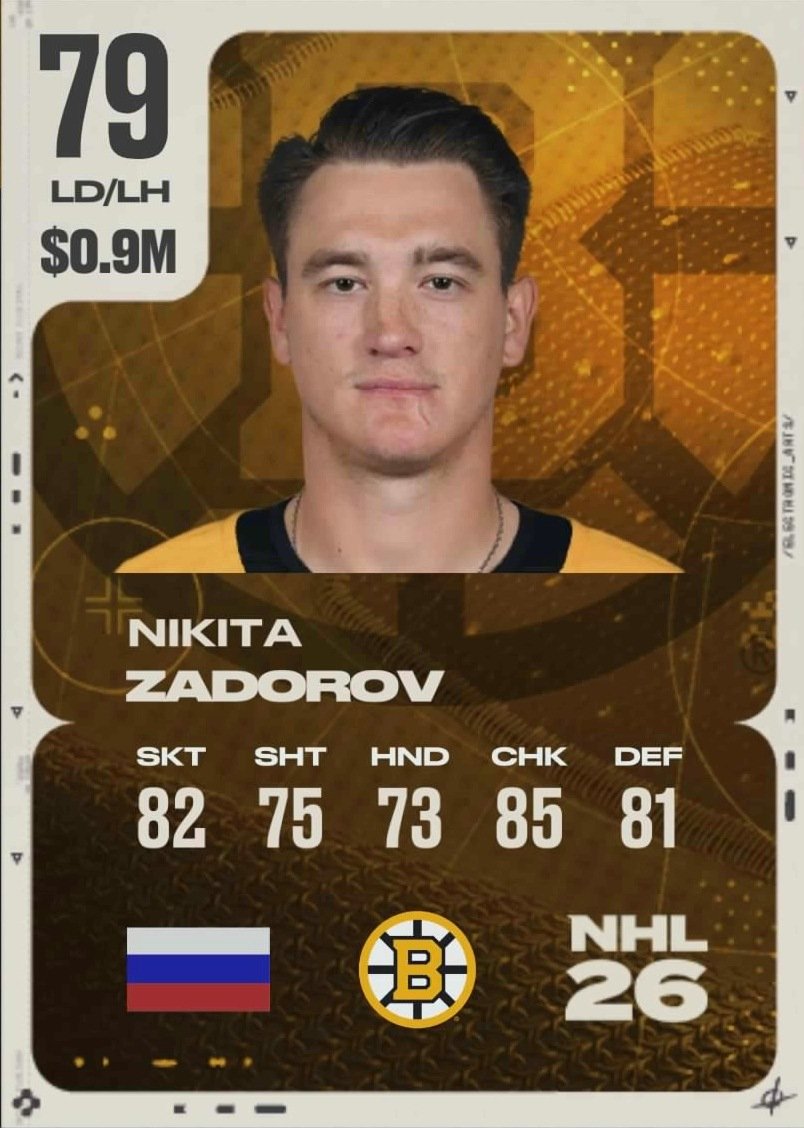 79
LD/LH
$0.9M
NIKITA
ZADOROV
SKT SHT HND CHK DEF
82 75 73 85 81
B
NHL
26
/ELECTRONIC_ARTS/
®